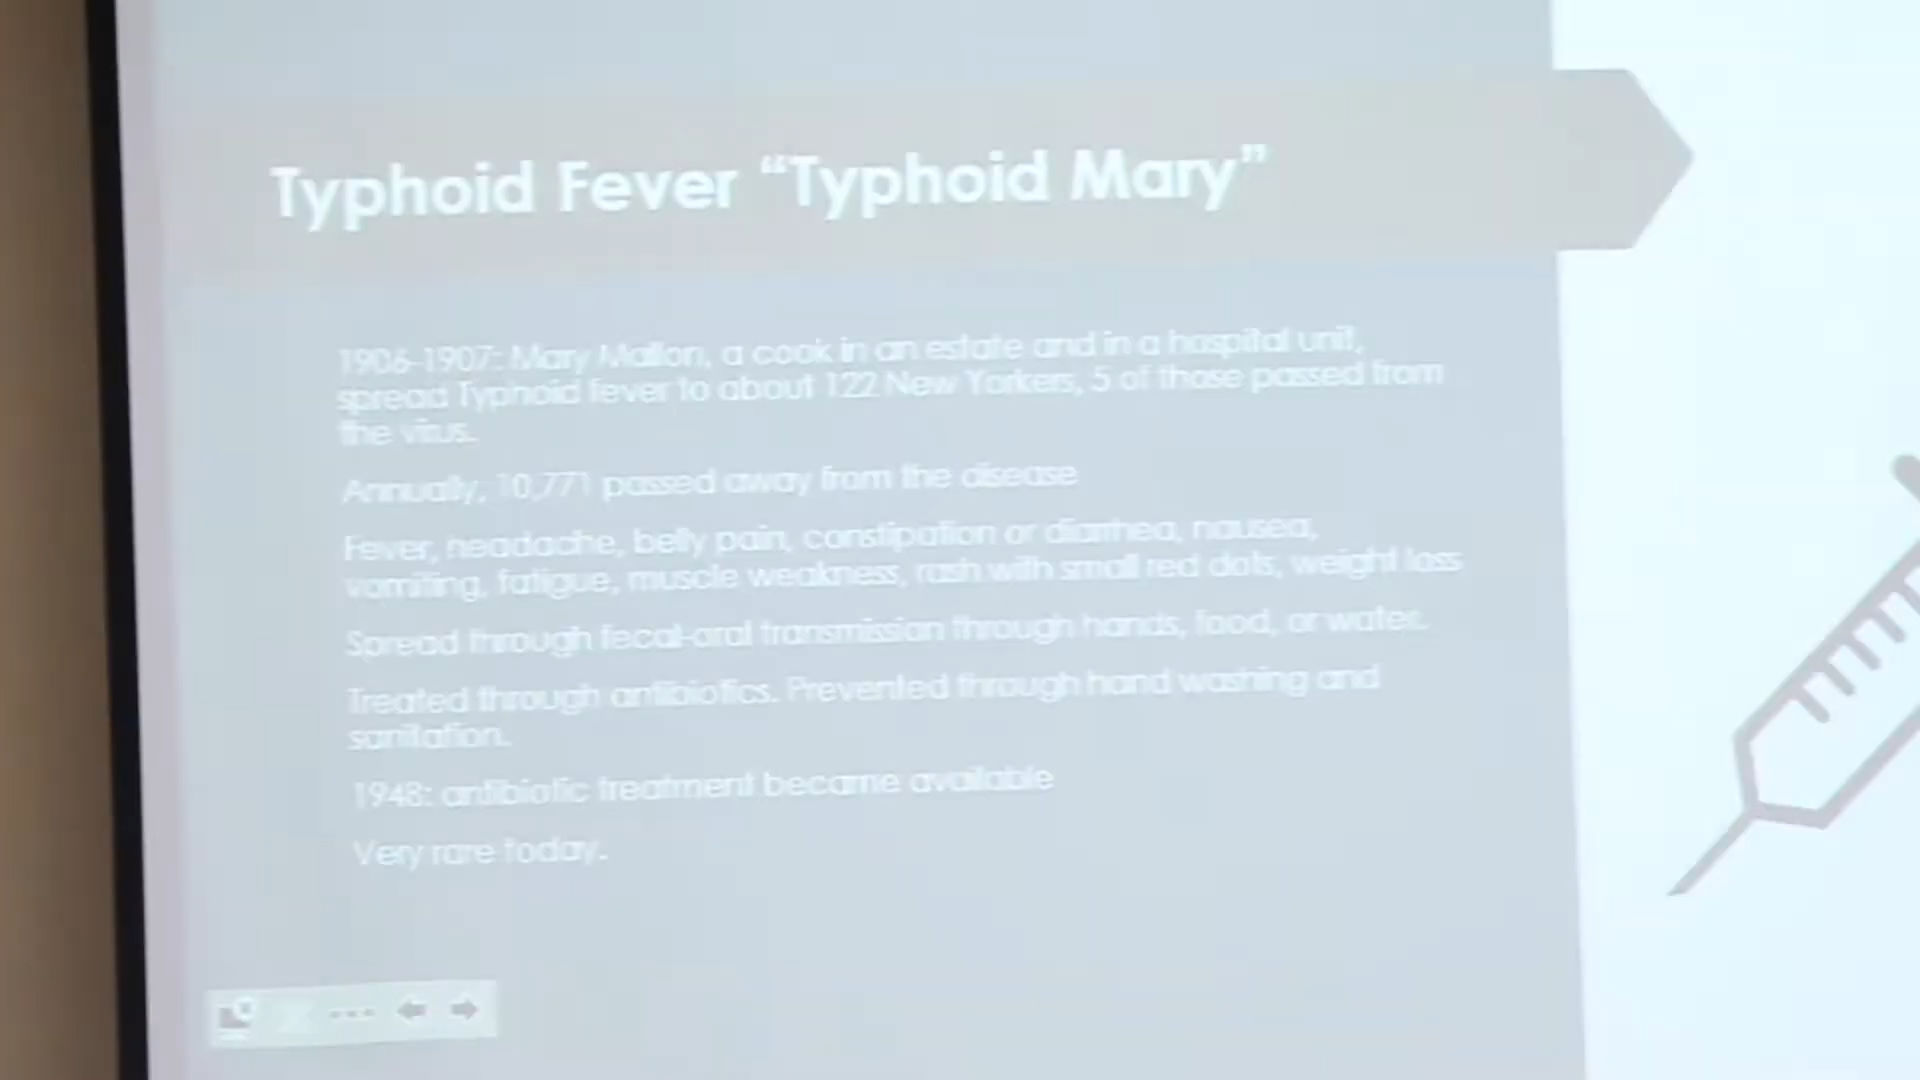 Typhoid Fever “Typhoid Mary”
1906-1907: Mary Mallon, a cook in an estate and in a hospital unit,
spread Typhoid fever to about 122 New Yorkers, 5 of those passed from
the virus.
Annually, 10,771 passed away from the disease
Fever, headache, belly pain, constipation or diarrhea, nausea,
vomiting, fatigue, muscle weakness, rash with small red dots, weight loss
Spread through fecal-oral transmission through hands, food, or water.
Treated through antibiotics. Prevented through hand washing and
sanitation.
1948: antibiotic treatment became available
Very rare today.